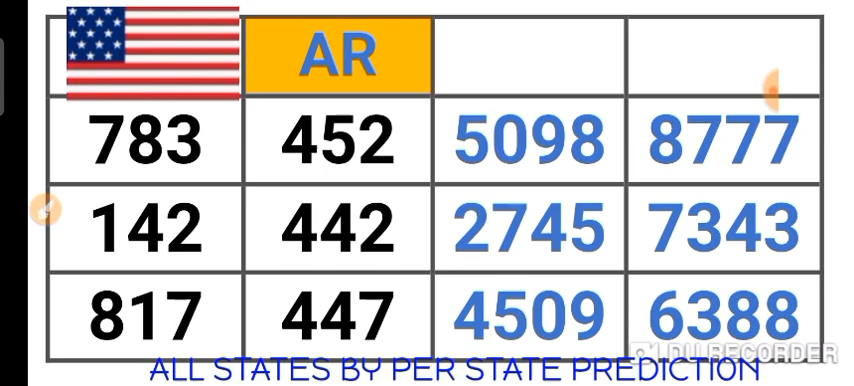 AR
783 452 5098 8777
142 442 2745 7343
817 447 4509 6388
DU RECORDER
ALL STATES BY PER STATE PREDICTION